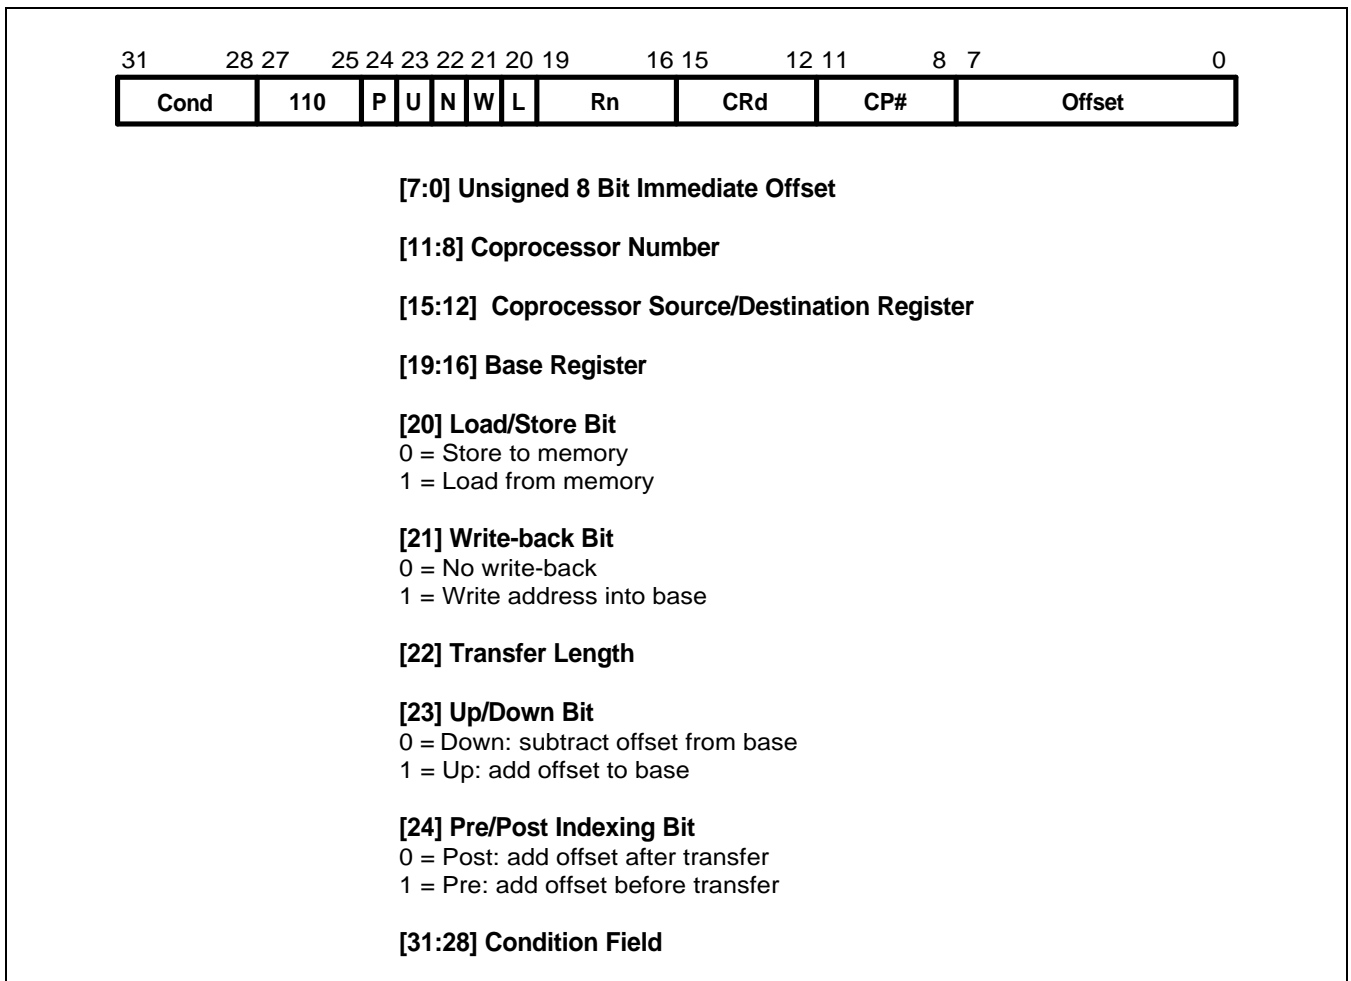 31 28 27 25 24 23 22 21 20 19 16 15 12 11 8 7 0
Cond 110 P U N W L Rn CRd CP# Offset
[7:0] Unsigned 8 Bit Immediate Offset
[11:8] Coprocessor Number
[15:12] Coprocessor Source/Destination Register
[19:16] Base Register
[20] Load/Store Bit
0 = Store to memory
1 = Load from memory
[21] Write-back Bit
0 = No write-back
1 = Write address into base
[22] Transfer Length
[23] Up/Down Bit
0 = Down: subtract offset from base
1 = Up: add offset to base
[24] Pre/Post Indexing Bit
0 = Post: add offset after transfer
1 = Pre: add offset before transfer
[31:28] Condition Field